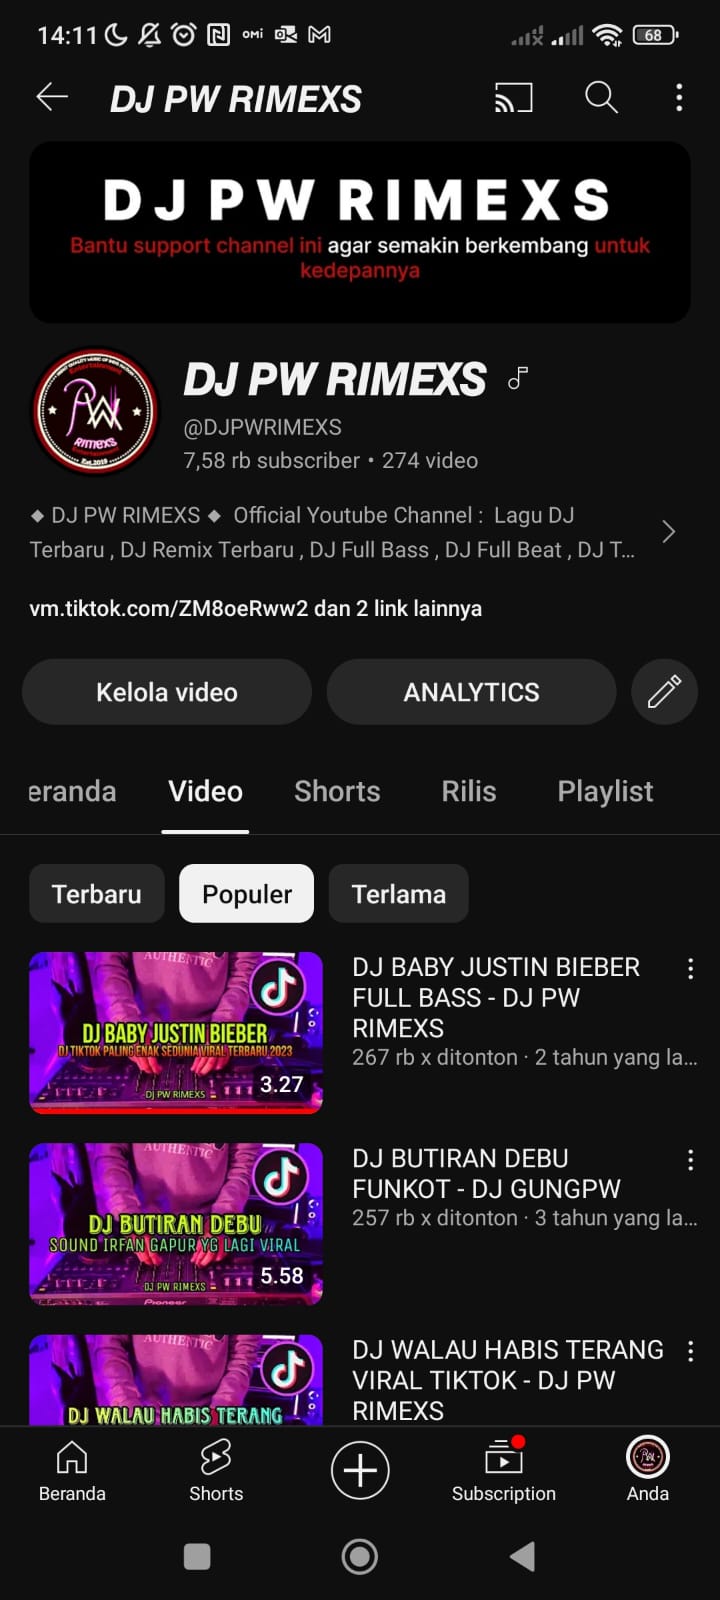 14:11
68
DJ PW RIMEXS
DJ PW RIMEXS
Bantu support channel ini agar semakin berkembang untuk
kedepannya
DJ PW RIMEXS
@DJPWRIMEXS
7,58 rb subscriber • 274 video
◆ DJ PW RIMEXS ◆ Official Youtube Channel : Lagu DJ
Terbaru , DJ Remix Terbaru , DJ Full Bass , DJ Full Beat , DJ T...
vm.tiktok.com/ZM8oeRww2 dan 2 link lainnya
Kelola video
ANALYTICS
eranda
Video
Shorts
Rilis
Playlist
Terbaru
Populer
Terlama
AUTHENTIC
DJ BABY JUSTIN BIEBER
DJ TIKTOK PALING ENAK SEDUNIA VIRAL TERBARU 2023
DJ PW RIMEXS
3.27
DJ BABY JUSTIN BIEBER
FULL BASS - DJ PW
RIMEXS
267 rb x ditonton · 2 tahun yang la...
AUTHENTIC
DJ BUTIRAN DEBU
SOUND IRFAN GAPUR YG LAGI VIRAL
DJ PW RIMEXS
5.58
Pioneer
DJ BUTIRAN DEBU
FUNKOT - DJ GUNGPW
257 rb x ditonton · 3 tahun yang la...
AUTHENTIC
DJ WALAU HABIS TERANG
DJ WALAU HABIS TERANG
VIRAL TIKTOK - DJ PW
RIMEXS
Beranda
Shorts
Subscription
Anda